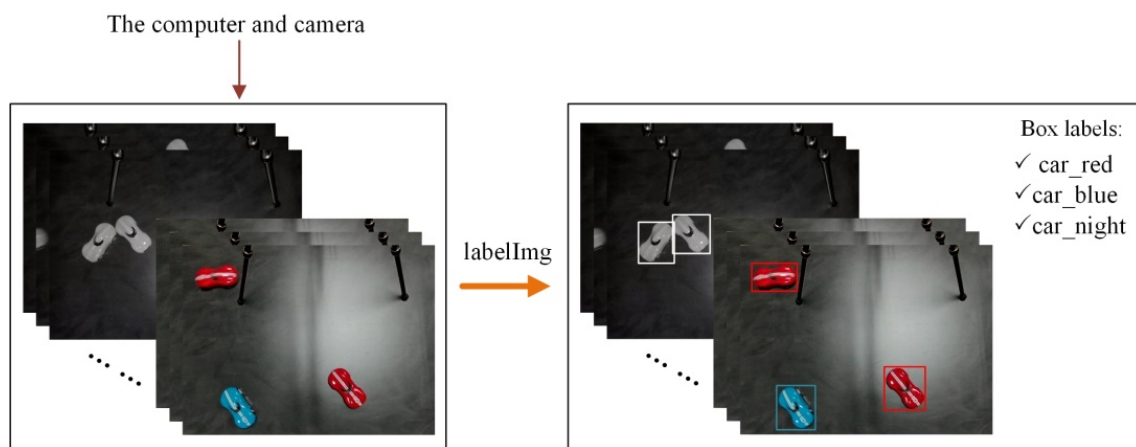 The computer and camera
labelImg
Box labels:
✓ car_red
✓ car_blue
✓ car_night